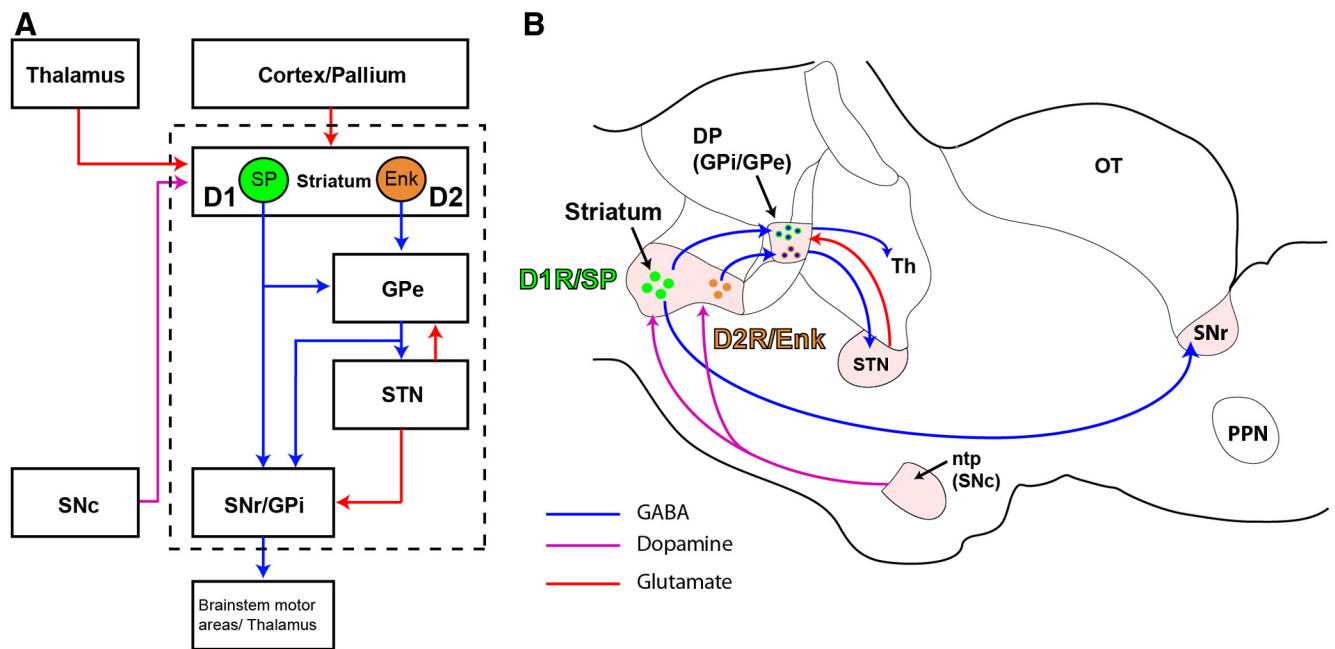 A
Thalamus
Cortex/Pallium
D1
SP
Striatum
Enk
D2
GPe
STN
SNc
SNr/GPi
Brainstem motor
areas/ Thalamus
B
DP
(GPi/GPe)
OT
Striatum
Th
D1R/SP
D2R/Enk
STN
SNr
PPN
ntp
(SNc)
GABA
Dopamine
Glutamate